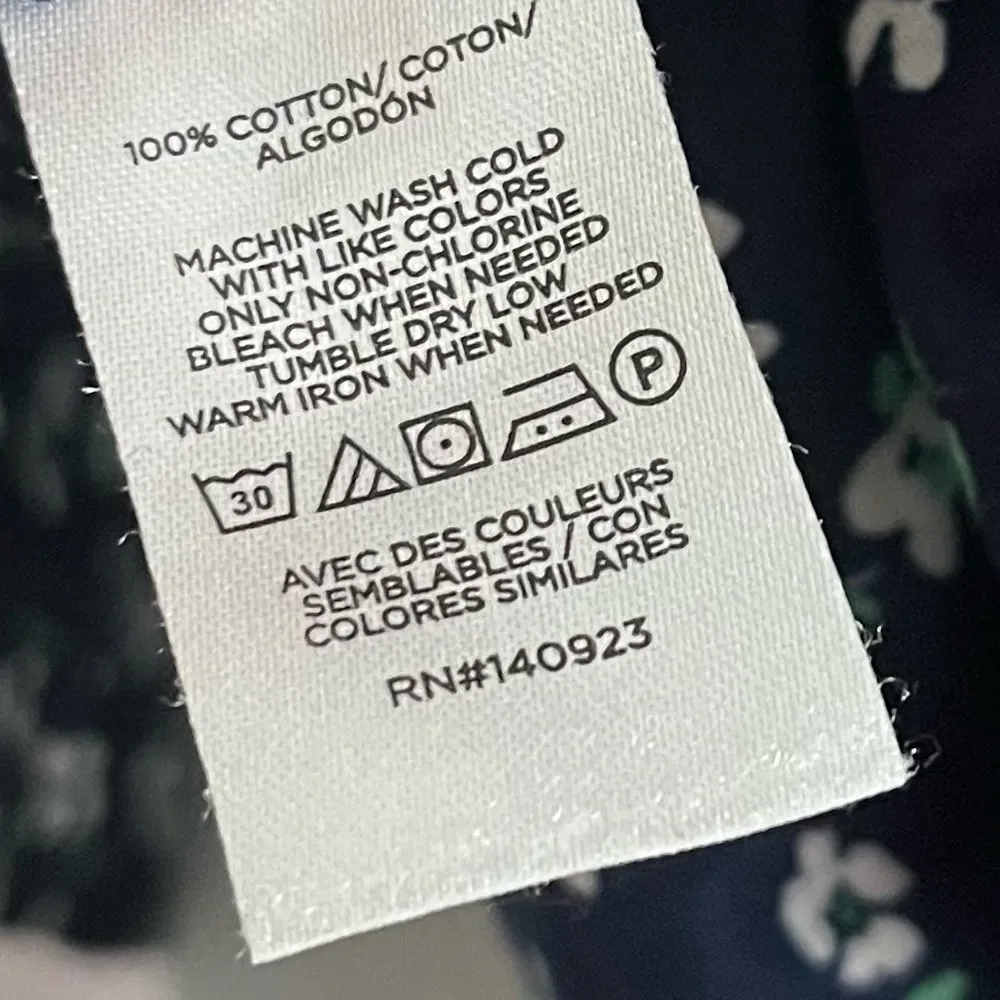 100% COTTON/ COTON/
ALGODÓN
MACHINE WASH COLD
WITH LIKE COLORS
ONLY NON-CHLORINE
BLEACH WHEN NEEDED
TUMBLE DRY LOW
WARM IRON WHEN NEEDED
30 P
AVEC DES COULEURS
SEMBLABLES / CON
COLORES SIMILARES
RN#140923